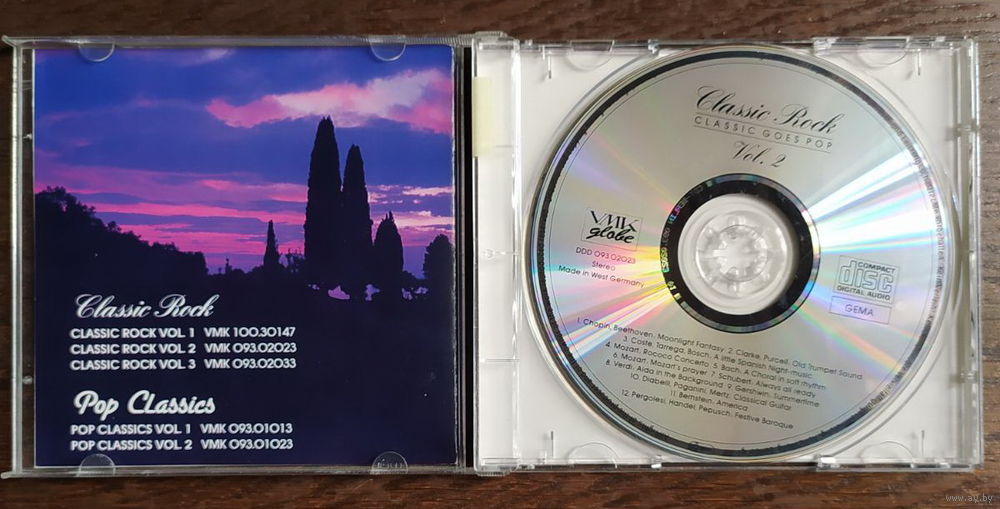 Classic Rock
CLASSIC ROCK VOL. 1 VMK 100.30147
CLASSIC ROCK VOL. 2 VMK 093.02023
CLASSIC ROCK VOL. 3 VMK 093.02033
Pop Classics
POP CLASSICS VOL. 1 VMK 093.01013
POP CLASSICS VOL. 2 VMK 093.01023
Classic Rock
CLASSIC GOES POP
Vol. 2
VMK
globe
DDD 093.02023
Stereo
Made in West Germany
COMPACT
disc
DIGITAL AUDIO
GEMA
1. Chopin, Beethoven: Moonlight Fantasy 2. Clarke, Purcell: Old Trumpet Sound
3. Coste, Tarrega, Bosch: A little Spanish Night-music
4. Mozart: Rococo Concerto 5. Bach: A Choral in soft rhythm
6. Mozart: Mozart's prayer 7. Schubert: Always all ready
8. Verdi: Aida in the Background 9. Gershwin: Summertime
10. Diabelli, Paganini, Mertz: Classical Guitar
11. Bernstein: America
12. Pergolesi, Handel, Pepusch: Festive Baroque
www.ay.by